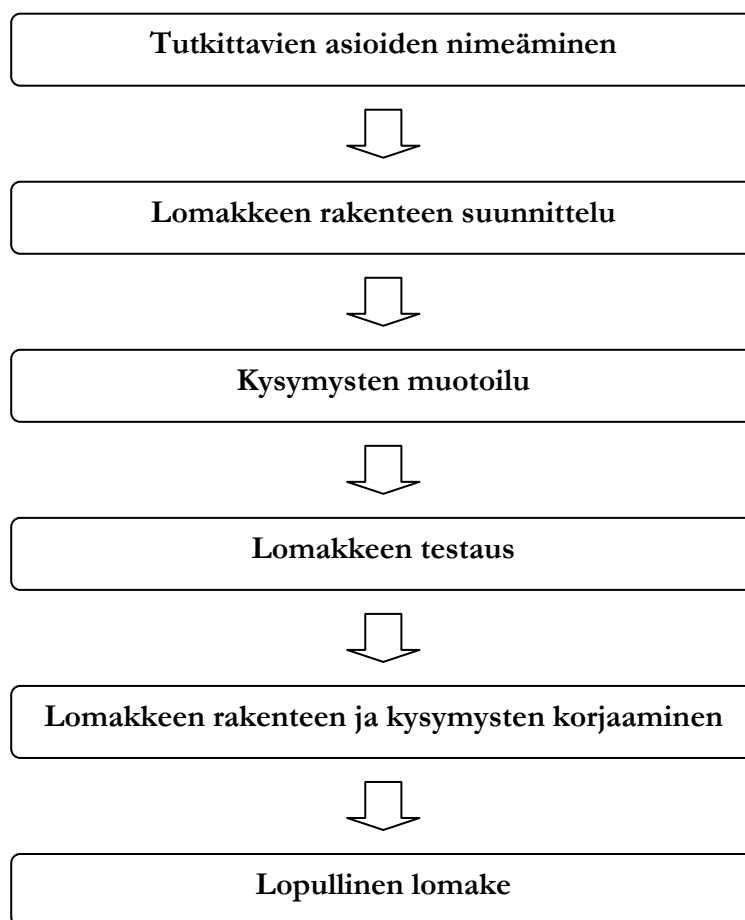 Tutkittavien asioiden nimeäminen
Lomakkeen rakenteen suunnittelu
Kysymysten muotoilu
Lomakkeen testaus
Lomakkeen rakenteen ja kysymysten korjaaminen
Lopullinen lomake